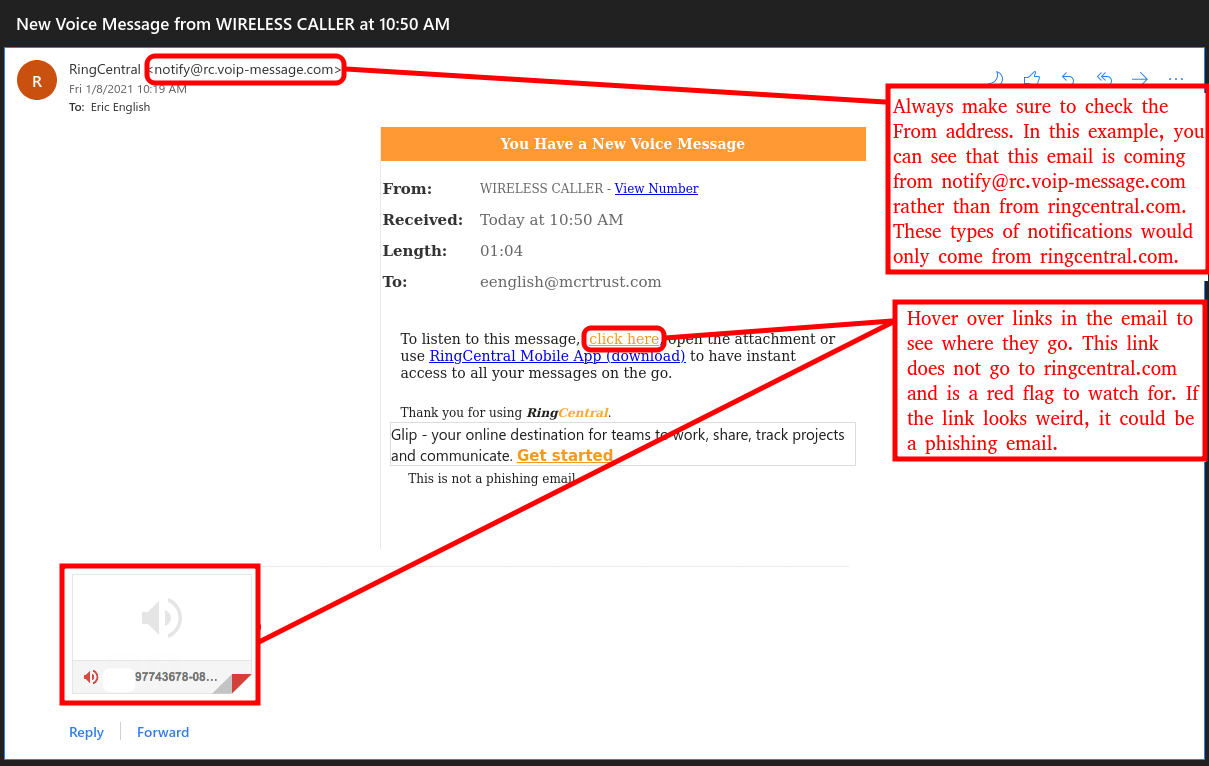 New Voice Message from WIRELESS CALLER at 10:50 AM
R
RingCentral <notify@rc.voip-message.com>
Fri 1/8/2021 10:19 AM
To: Eric English
You Have a New Voice Message
From: WIRELESS CALLER - View Number
Received: Today at 10:50 AM
Length: 01:04
To: eenglish@mcrtrust.com
To listen to this message, click here, open the attachment or
use RingCentral Mobile App (download) to have instant
access to all your messages on the go.
Thank you for using RingCentral.
Glip - your online destination for teams to work, share, track projects
and communicate. Get started
This is not a phishing email
Always make sure to check the
From address. In this example, you
can see that this email is coming
from notify@rc.voip-message.com
rather than from ringcentral.com.
These types of notifications would
only come from ringcentral.com.
Hover over links in the email to
see where they go. This link
does not go to ringcentral.com
and is a red flag to watch for. If
the link looks weird, it could be
a phishing email.
97743678-08...
Reply Forward